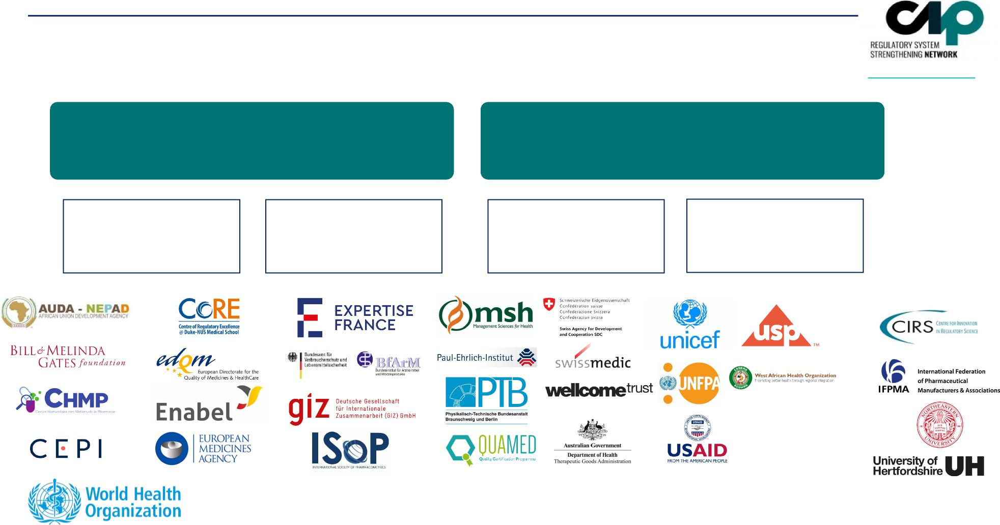 CIP
REGULATORY SYSTEM
STRENGTHENING NETWORK
AUDA - NEPAD
AFRICAN UNION DEVELOPMENT AGENCY
CoRE
Centre of Regulatory Excellence
@ Duke-NUS Medical School
EXPERTISE
FRANCE
msh
Management Sciences for Health
Schweizerische Eidgenossenschaft
Confédération suisse
Confederazione Svizzera
Confederaziun svizra
Swiss Agency for Development
and Cooperation SDC
unicef
usp
TM
CIRS
CENTRE FOR INNOVATION
IN REGULATORY SCIENCE
BILL & MELINDA
GATES foundation
edqm
European Directorate for the
Quality of Medicines & HealthCare
Bundesamt für
Verbraucherschutz und
Lebensmittelsicherheit
BfArM
Bundesinstitut für Arzneimittel
und Medizinprodukte
Paul-Ehrlich-Institut
swissmedic
UNFPA
CEDEAO
ECOWAS
West African Health Organization
Promoting better health through regional integration
IFPMA
International Federation
of Pharmaceutical
Manufacturers & Associations
CHMP
Centre Humanitaire des Métiers de la Pharmacie
Enabel
giz
Deutsche Gesellschaft
für Internationale
Zusammenarbeit (GIZ) GmbH
PTB
Physikalisch-Technische Bundesanstalt
Braunschweig und Berlin
wellcometrust
NORTHEASTERN
UNIVERSITY
CEPI
EUROPEAN
MEDICINES
AGENCY
ISoP
INTERNATIONAL SOCIETY OF PHARMACOMETRICS
QUAMED
Quality Certification Programme
Australian Government
Department of Health
Therapeutic Goods Administration
USAID
USAID
FROM THE AMERICAN PEOPLE
University of
Hertfordshire UH
World Health
Organization